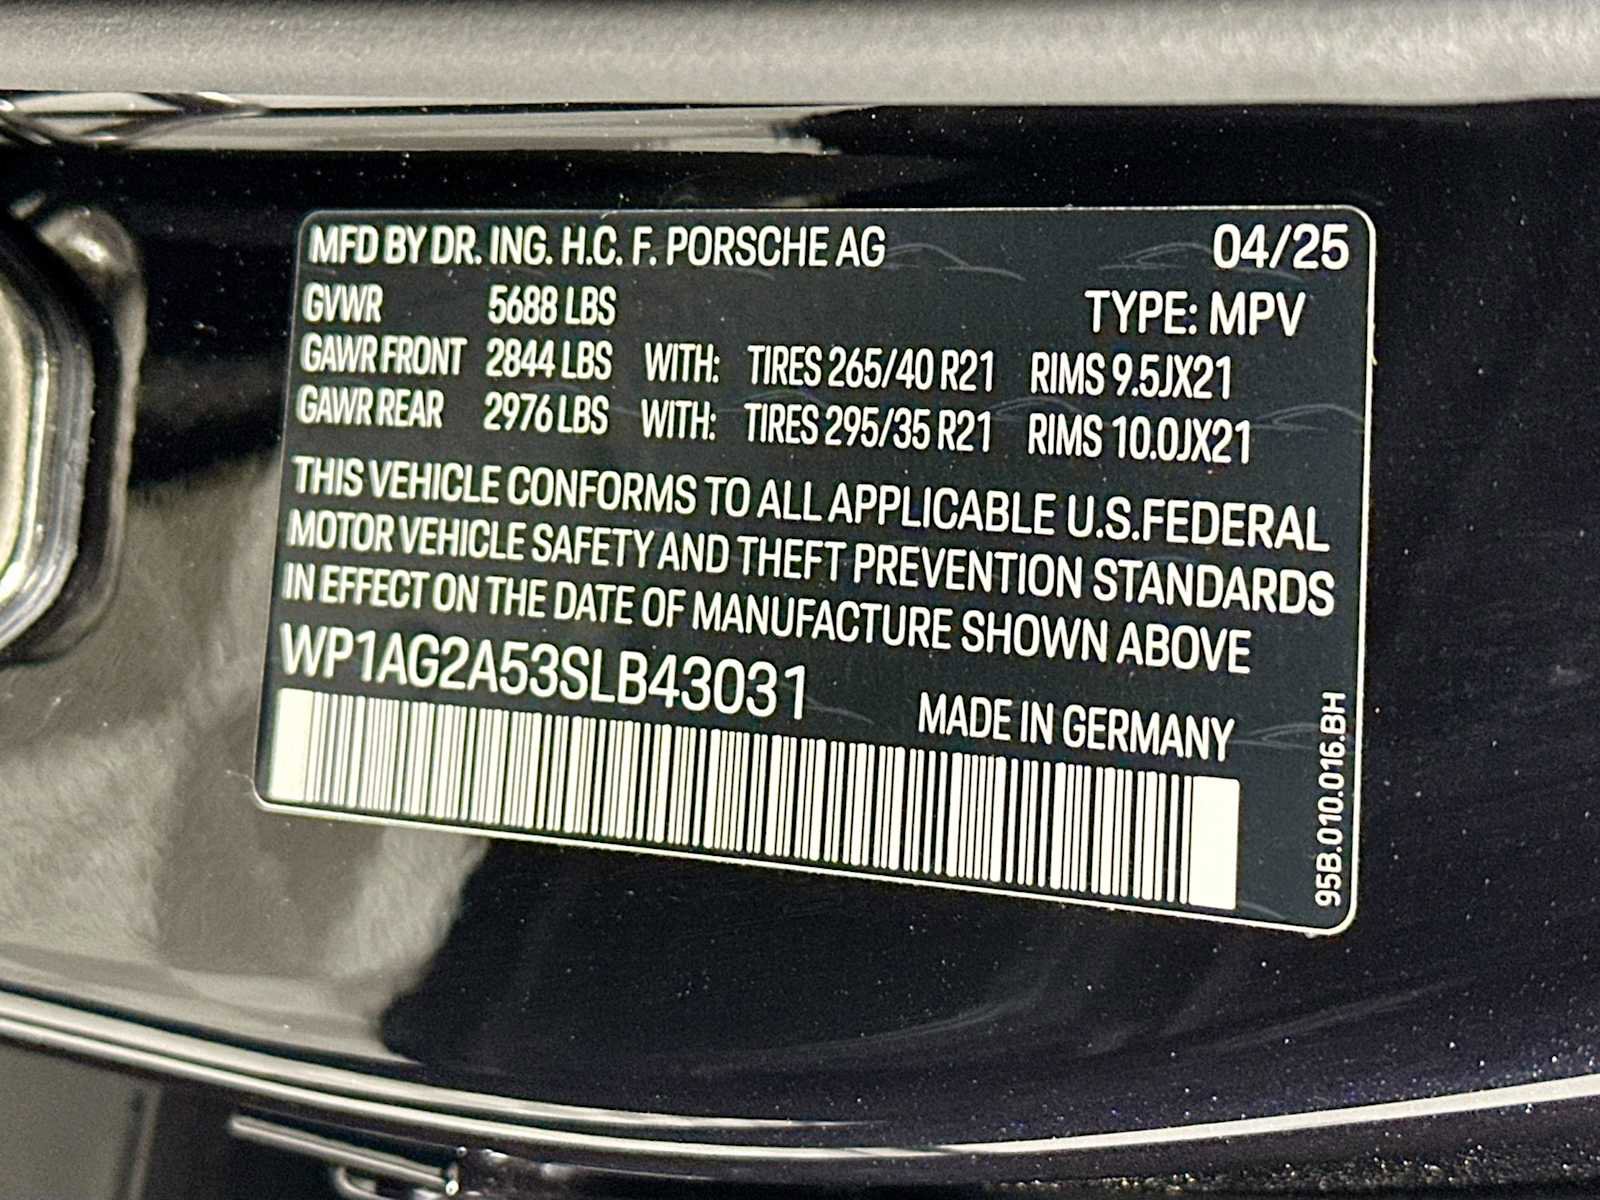 MFD BY DR. ING. H.C. F. PORSCHE AG 04/25
GVWR 5688 LBS TYPE: MPV
GAWR FRONT 2844 LBS WITH: TIRES 265/40 R21 RIMS 9.5JX21
GAWR REAR 2976 LBS WITH: TIRES 295/35 R21 RIMS 10.0JX21
THIS VEHICLE CONFORMS TO ALL APPLICABLE U.S.FEDERAL
MOTOR VEHICLE SAFETY AND THEFT PREVENTION STANDARDS
IN EFFECT ON THE DATE OF MANUFACTURE SHOWN ABOVE
WP1AG2A53SLB43031
MADE IN GERMANY
95B.010.016.BH